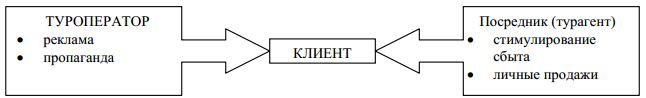 ТУРОПЕРАТОР
• реклама
• пропаганда
КЛИЕНТ
Посредник (турагент)
• стимулирование
сбыта
• личные продажи